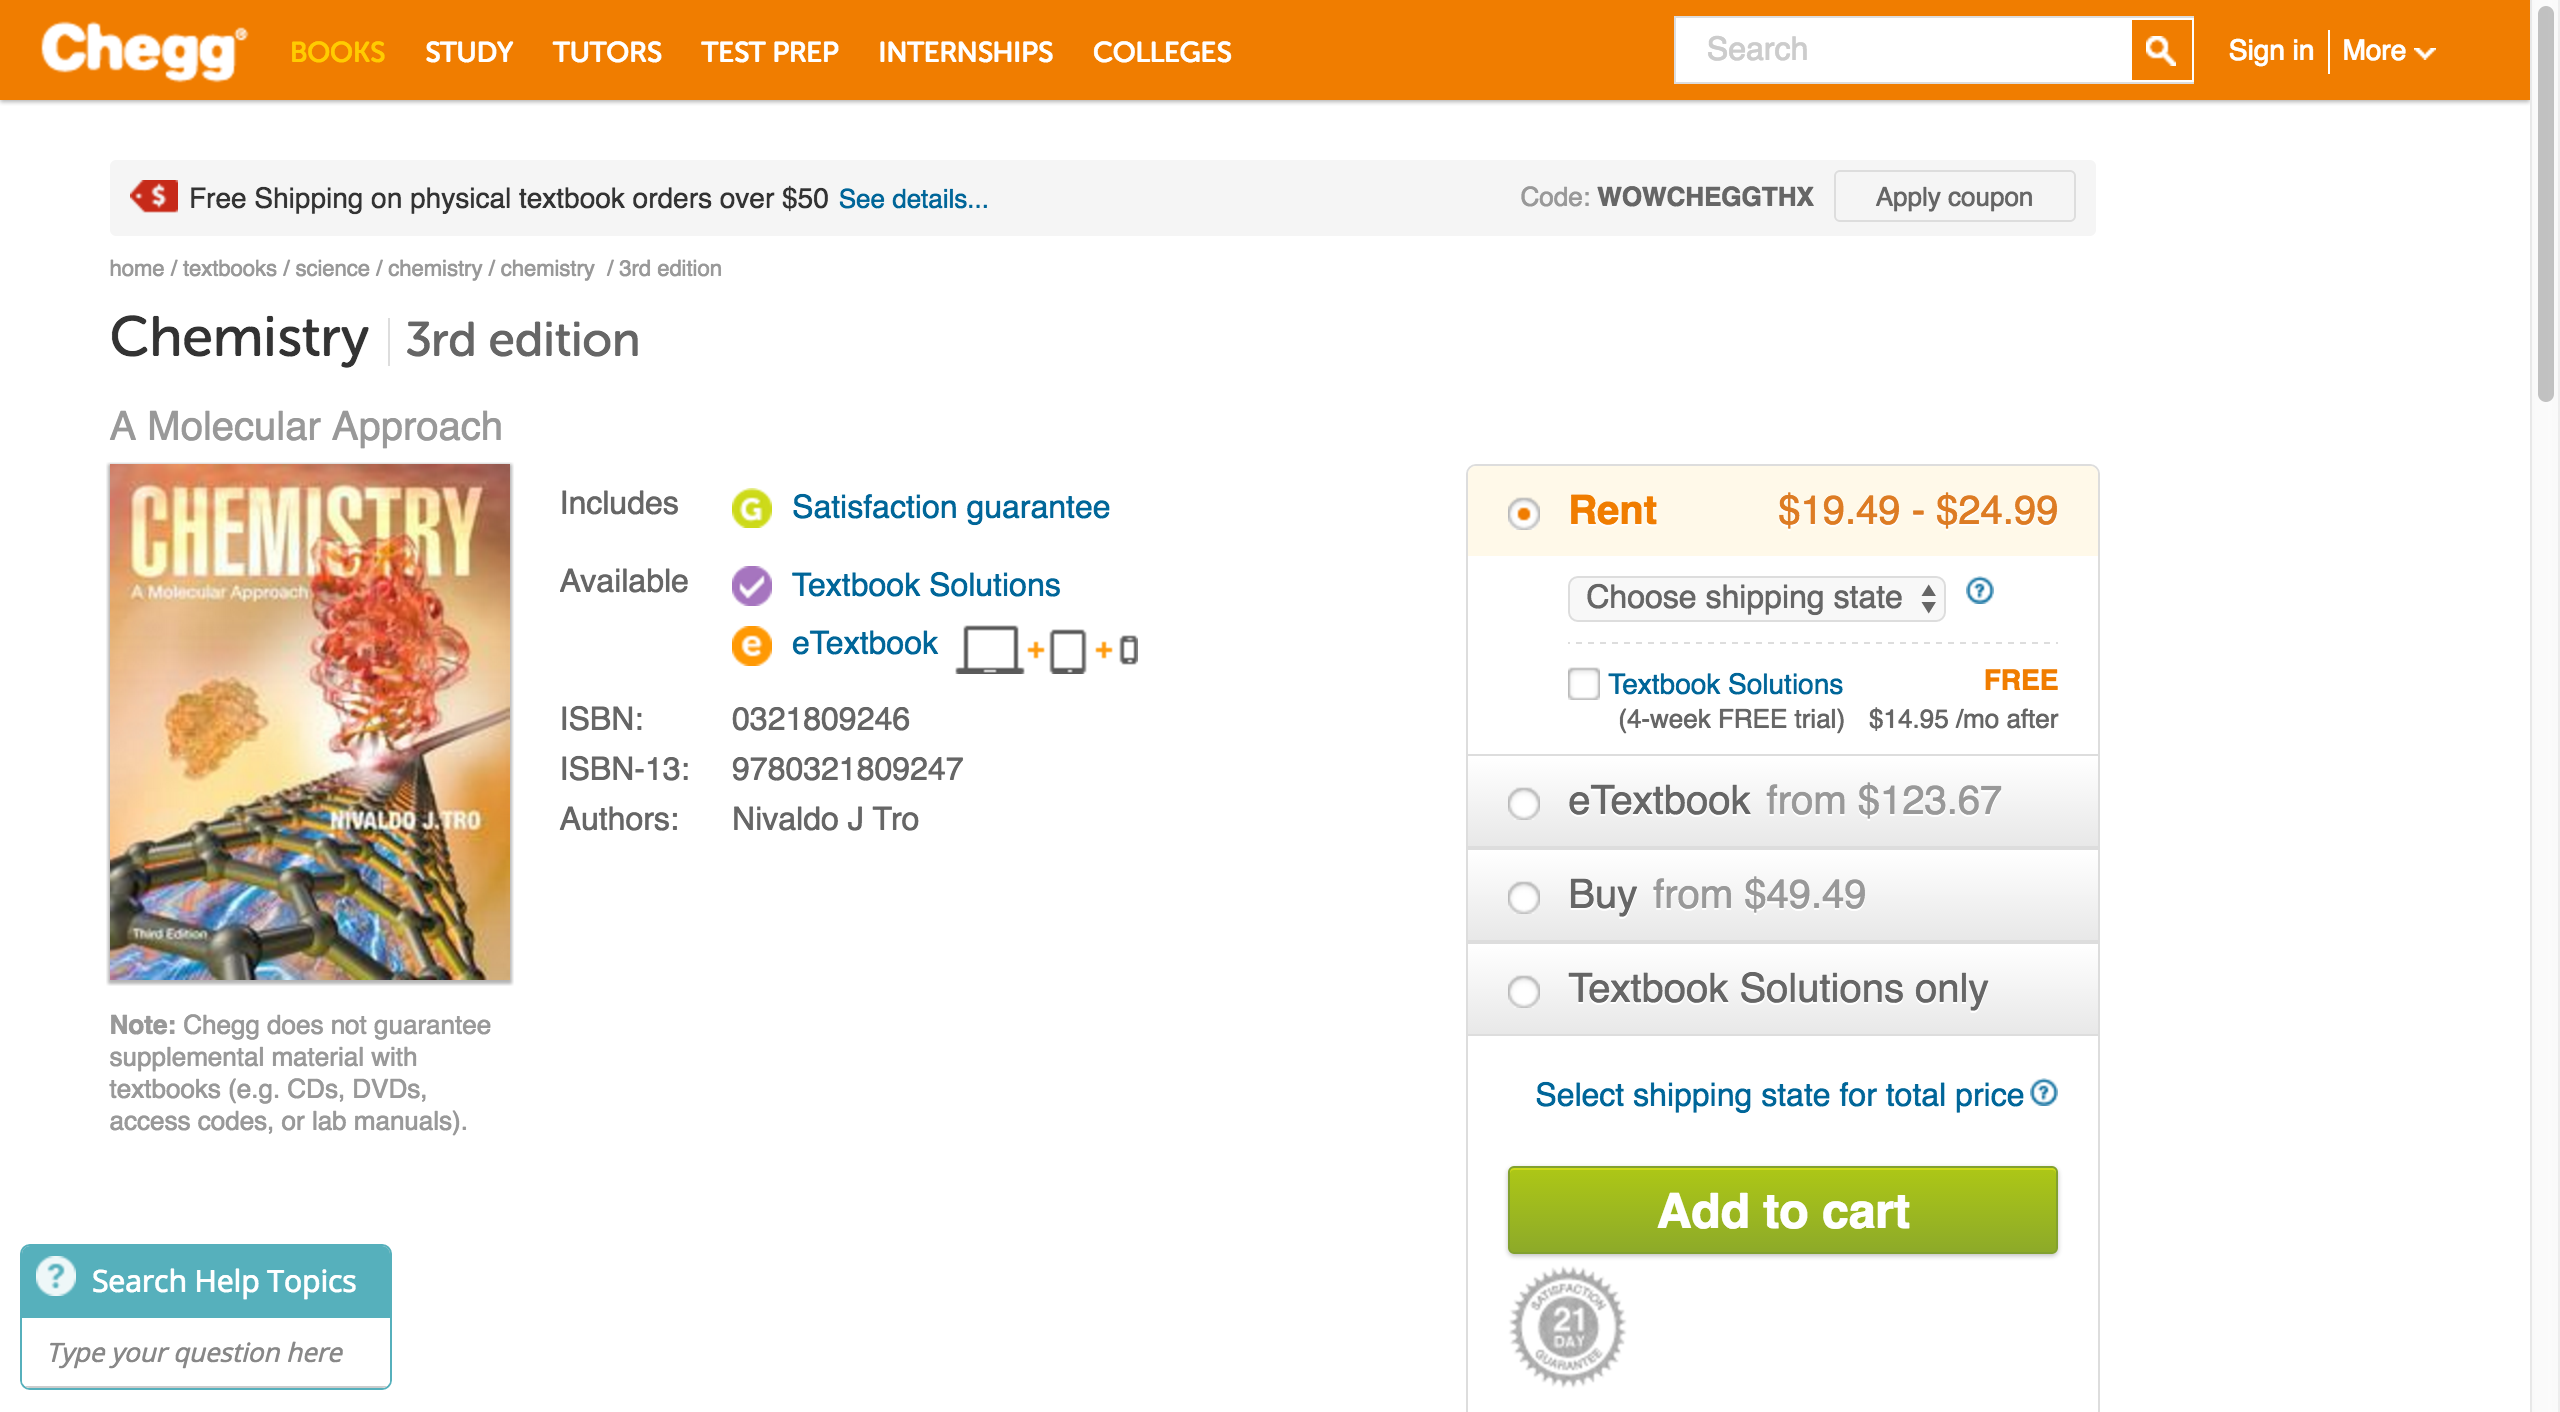 Chegg®
BOOKS STUDY TUTORS TEST PREP INTERNSHIPS COLLEGES
Search
Sign in
More
$ Free Shipping on physical textbook orders over $50 See details...
Code: WOWCHEGGTHX
Apply coupon
home / textbooks / science / chemistry / chemistry / 3rd edition
Chemistry 3rd edition
A Molecular Approach
CHEMISTRY
A Molecular Approach
NIVALDO J. TRO
Third Edition
Note: Chegg does not guarantee
supplemental material with
textbooks (e.g. CDs, DVDs,
access codes, or lab manuals).
Includes G Satisfaction guarantee
Available Textbook Solutions
e eTextbook + +
ISBN: 0321809246
ISBN-13: 9780321809247
Authors: Nivaldo J Tro
Rent $19.49 - $24.99
Choose shipping state ?
Textbook Solutions FREE
(4-week FREE trial) $14.95 /mo after
eTextbook from $123.67
Buy from $49.49
Textbook Solutions only
Select shipping state for total price ?
Add to cart
SATISFACTION
21
DAY
GUARANTEE
? Search Help Topics
Type your question here